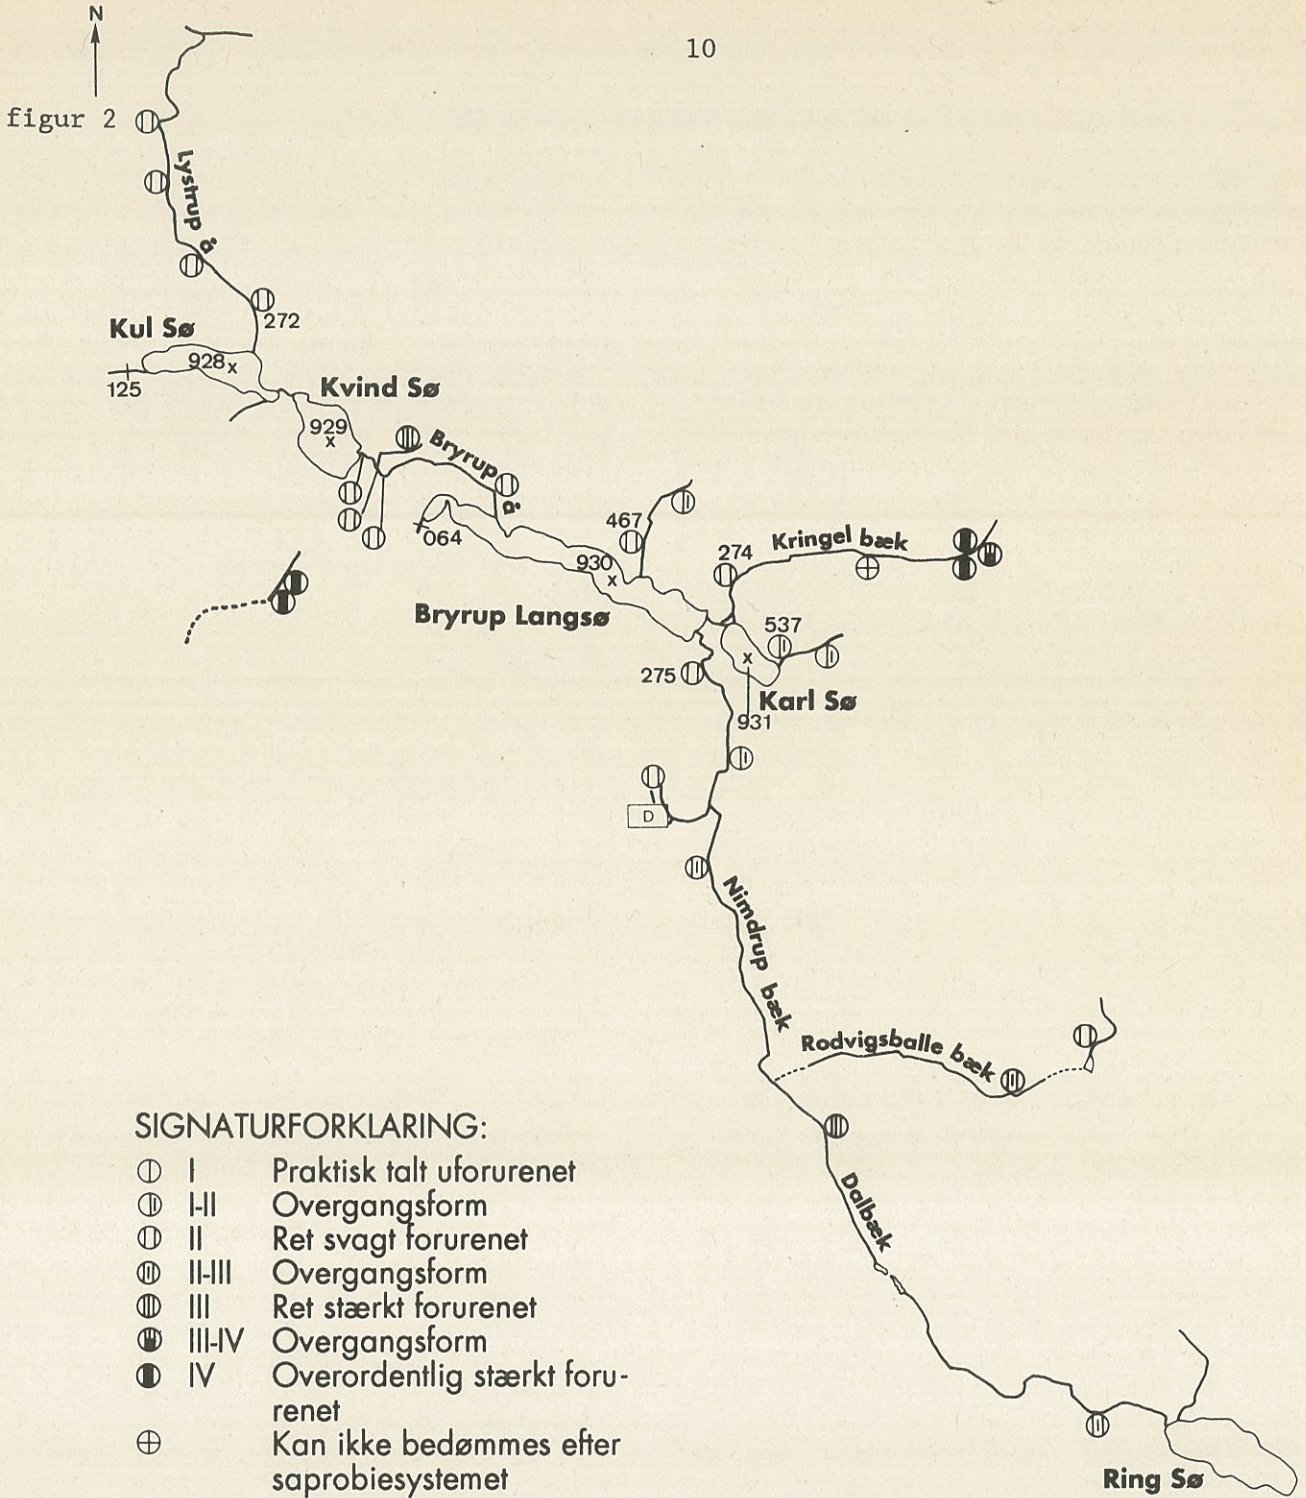 N
10
figur 2
Lystrup å
272
Kul Sø
928 x
125
Kvind Sø
929
x
Bryrup å
064
467
930
x
274
Kringel bæk
Bryrup Langsø
537
x
275
Karl Sø
931
D
Nimdrup bæk
Rodvigsballe bæk
Dalbæk
SIGNATURFORKLARING:
I Praktisk talt uforurenet
I-II Overgangsform
II Ret svagt forurenet
II-III Overgangsform
III Ret stærkt forurenet
III-IV Overgangsform
IV Overordentlig stærkt foru-
renet
Kan ikke bedømmes efter
saprobiesystemet
Ring Sø